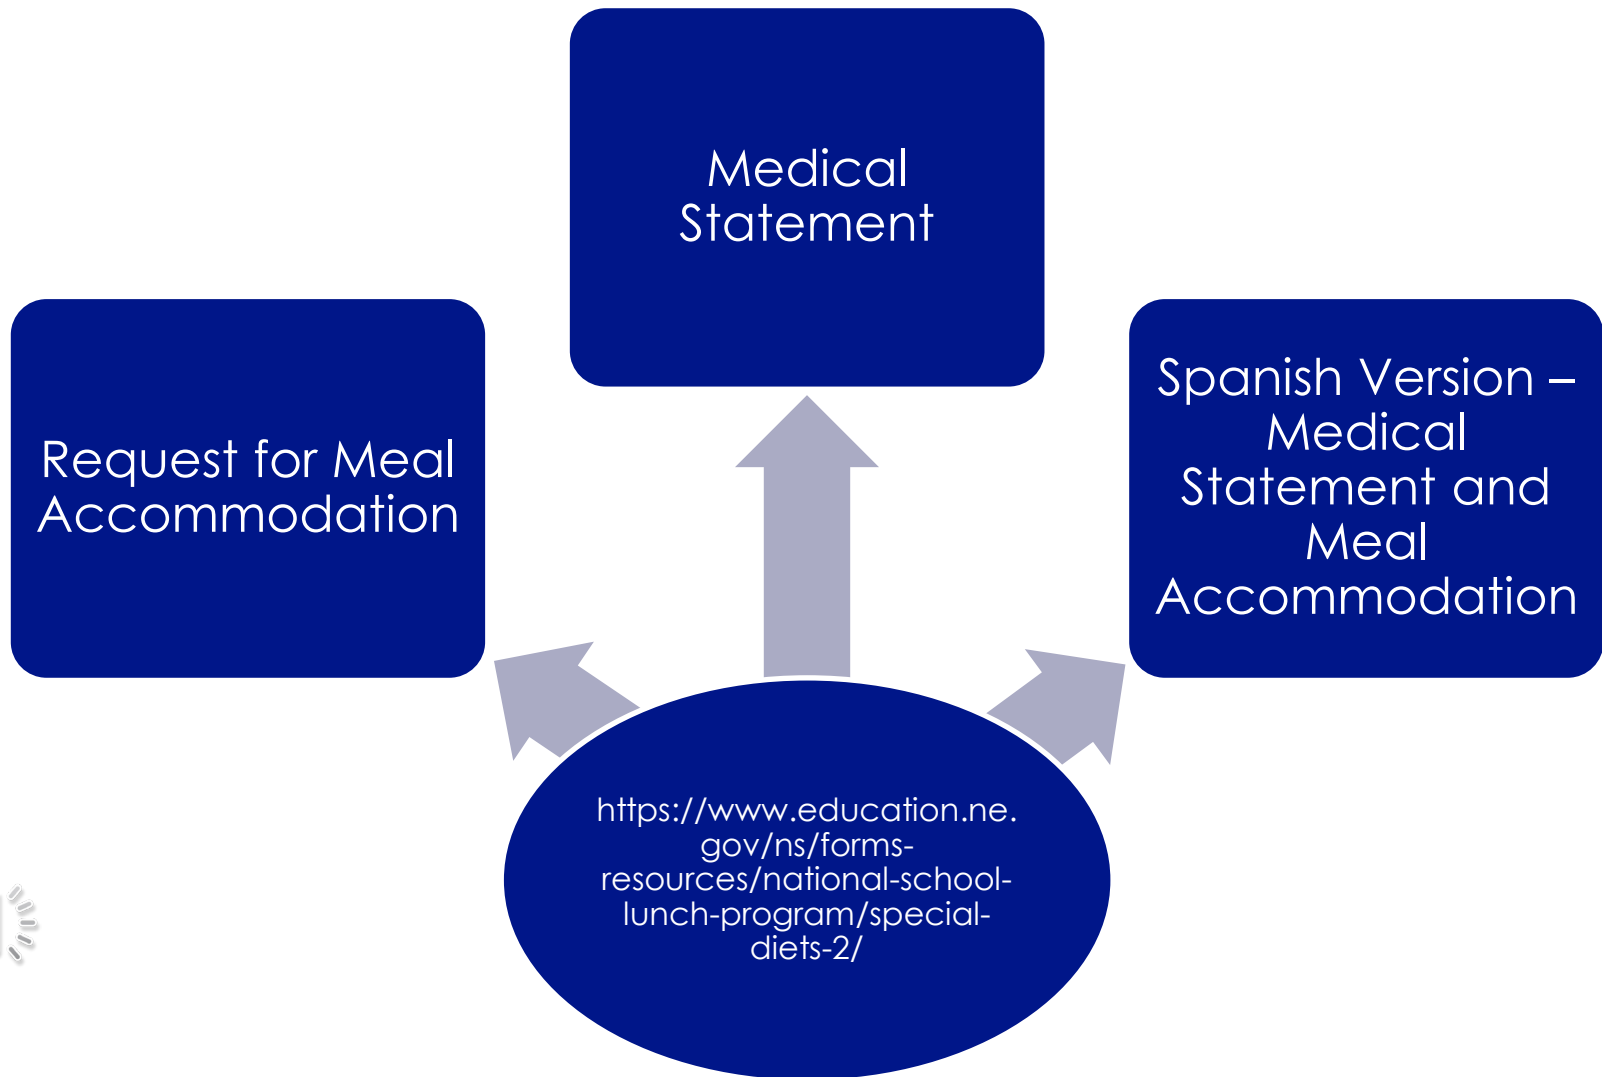 Medical
Statement
Request for Meal
Accommodation
Spanish Version –
Medical
Statement and
Meal
Accommodation
https://www.education.ne.
gov/ns/forms-
resources/national-school-
lunch-program/special-
diets-2/